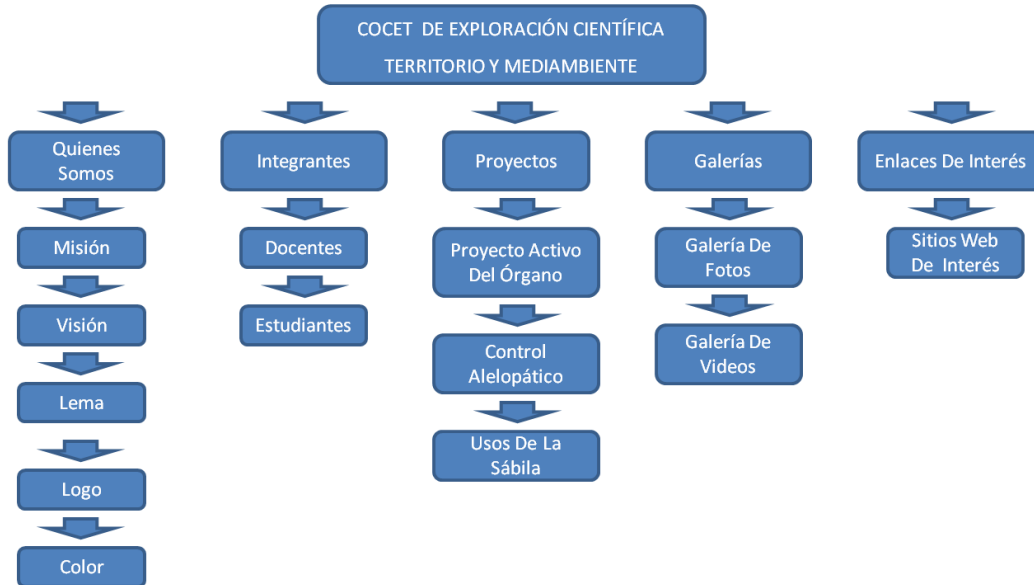 COCET DE EXPLORACIÓN CIENTÍFICA
TERRITORIO Y MEDIAMBIENTE
Quienes
Somos
Misión
Visión
Lema
Logo
Color
Integrantes
Docentes
Estudiantes
Proyectos
Proyecto Activo
Del Órgano
Control
Alelopático
Usos De La
Sábila
Galerías
Galería De
Fotos
Galería De
Videos
Enlaces De Interés
Sitios Web
De Interés